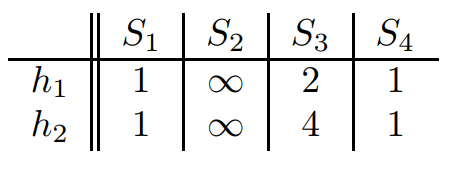 S₁ S₂ S₃ S₄
h₁ 1 ∞ 2 1
h₂ 1 ∞ 4 1